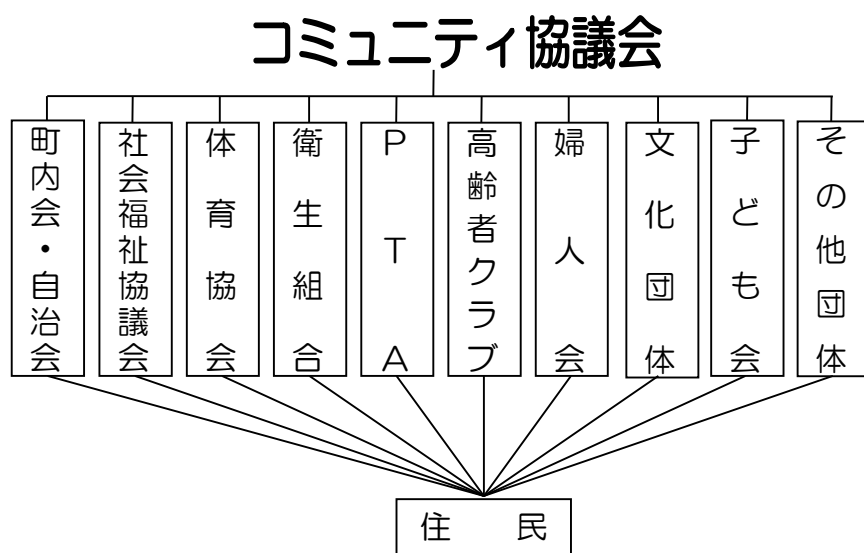 コミュニティ協議会
町内会・自治会
社会福祉協議会
体育協会
衛生組合
PTA
高齢者クラブ
婦人会
文化団体
子ども会
その他団体
住民